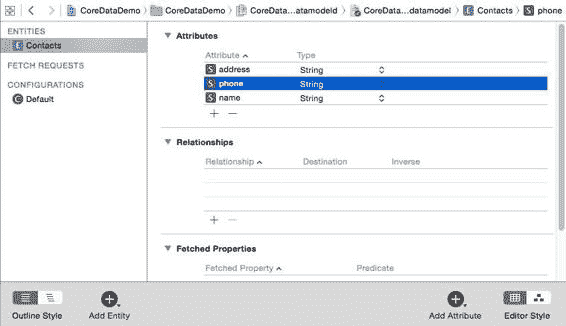 CoreDataDemo CoreDataDemo CoreData...atamodeld CoreDat...datamodel Contacts phone
ENTITIES
Contacts
FETCH REQUESTS
CONFIGURATIONS
Default
Attributes
Attribute Type
address String
phone String
name String
Relationships
Relationship Destination Inverse
Fetched Properties
Fetched Property Predicate
Outline Style Add Entity Add Attribute Editor Style